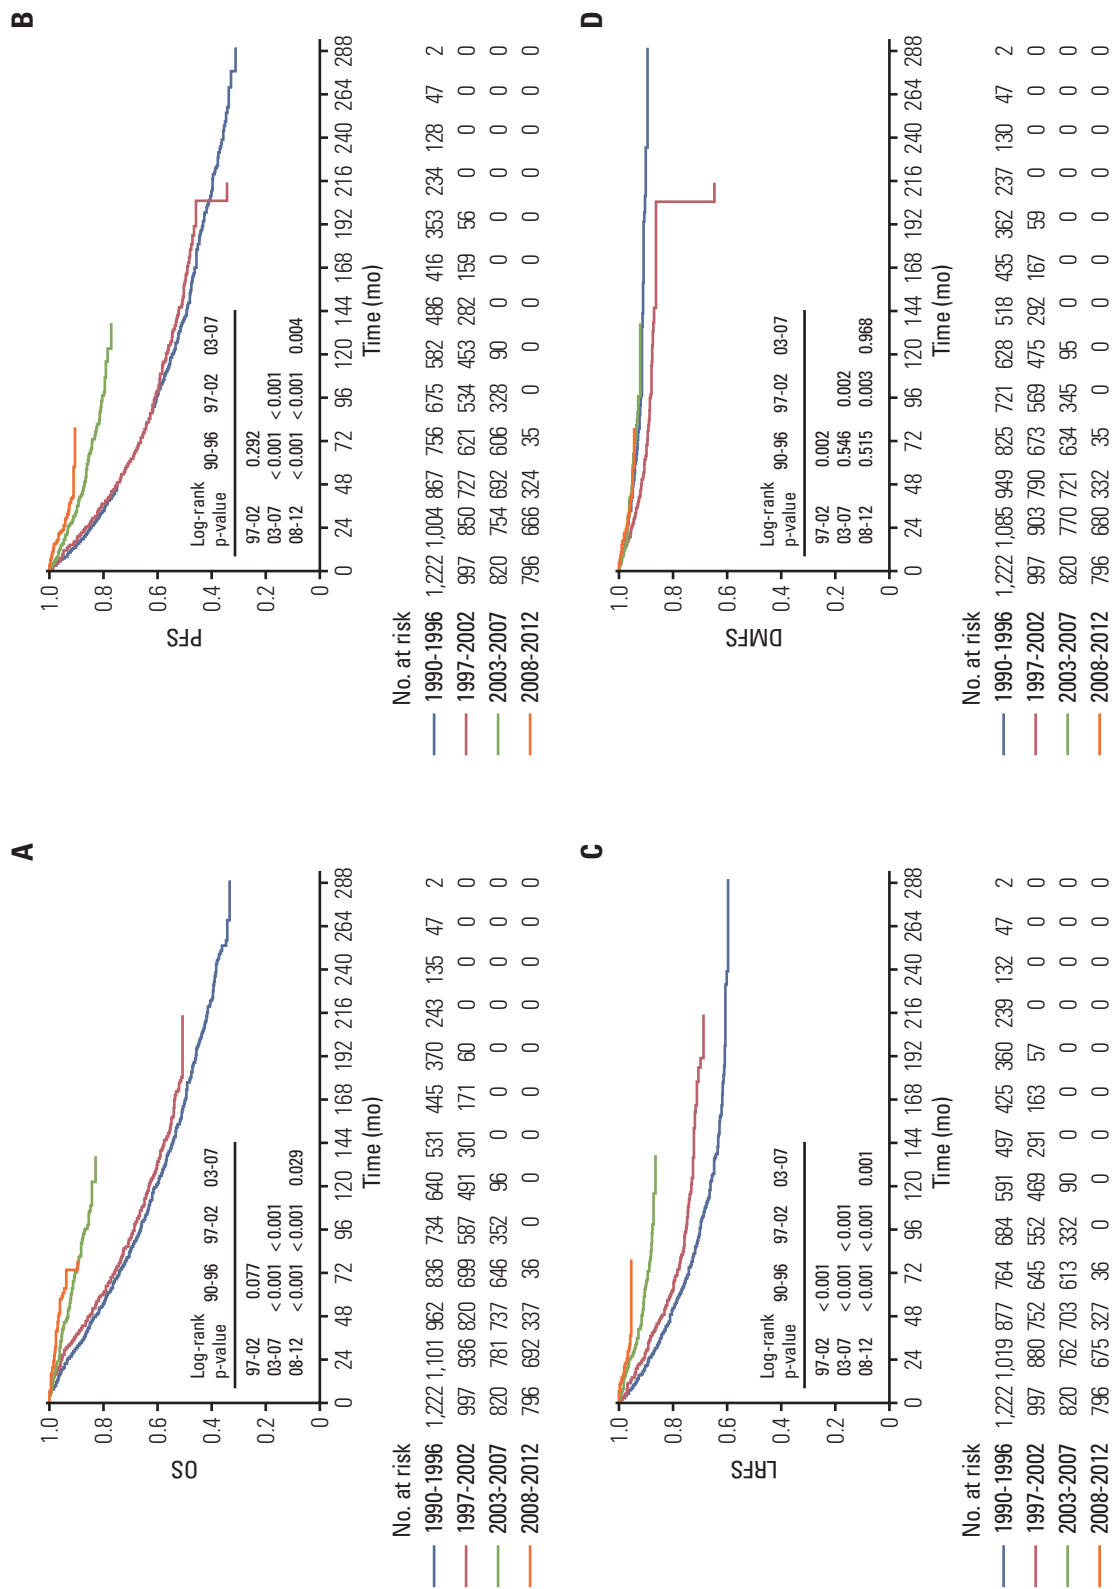 A
1.0
0.8
0.6
0.4
0.2
0
OS
Log-rank p-value 90-96 97-02 03-07
97-02 0.077
03-07 < 0.001 < 0.001
08-12 < 0.001 < 0.001 0.029
0 24 48 72 96 120 144 168 192 216 240 264 288
Time (mo)
No. at risk
1990-1996 1,222 1,101 962 836 734 640 531 445 370 243 135 47 2
1997-2002 997 936 820 699 587 491 301 171 60 0 0 0 0
2003-2007 820 781 737 646 352 96 0 0 0 0 0 0 0
2008-2012 796 692 337 36 0 0 0 0 0 0 0 0 0
B
1.0
0.8
0.6
0.4
0.2
0
PFS
Log-rank p-value 90-96 97-02 03-07
97-02 0.292
03-07 < 0.001 < 0.001
08-12 < 0.001 < 0.001 0.004
0 24 48 72 96 120 144 168 192 216 240 264 288
Time (mo)
No. at risk
1990-1996 1,222 1,004 867 756 675 582 486 416 353 234 128 47 2
1997-2002 997 850 727 621 534 453 282 159 56 0 0 0 0
2003-2007 820 754 692 606 328 90 0 0 0 0 0 0 0
2008-2012 796 666 324 35 0 0 0 0 0 0 0 0 0
C
1.0
0.8
0.6
0.4
0.2
0
LRFS
Log-rank p-value 90-96 97-02 03-07
97-02 < 0.001
03-07 < 0.001 < 0.001
08-12 < 0.001 < 0.001 0.001
0 24 48 72 96 120 144 168 192 216 240 264 288
Time (mo)
No. at risk
1990-1996 1,222 1,019 877 764 684 591 497 425 360 239 132 47 2
1997-2002 997 880 752 645 552 469 291 163 57 0 0 0 0
2003-2007 820 762 703 613 332 90 0 0 0 0 0 0 0
2008-2012 796 675 327 36 0 0 0 0 0 0 0 0 0
D
1.0
0.8
0.6
0.4
0.2
0
DMFS
Log-rank p-value 90-96 97-02 03-07
97-02 0.002
03-07 0.546 0.002
08-12 0.515 0.003 0.968
0 24 48 72 96 120 144 168 192 216 240 264 288
Time (mo)
No. at risk
1990-1996 1,222 1,085 949 825 721 628 518 435 362 237 130 47 2
1997-2002 997 903 790 673 569 475 292 167 59 0 0 0 0
2003-2007 820 770 721 634 345 95 0 0 0 0 0 0 0
2008-2012 796 680 332 35 0 0 0 0 0 0 0 0 0